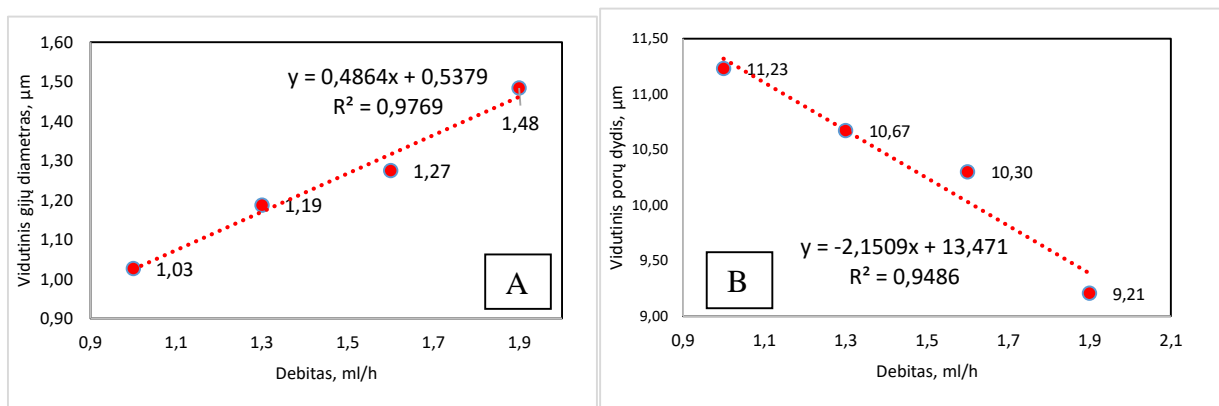 1,60
1,50
1,40
1,30
1,20
1,10
1,00
0,90
Vidutinis gijų diametras, µm
y = 0,4864x + 0,5379
R² = 0,9769
1,48
1,27
1,19
1,03
A
0,9 1,1 1,3 1,5 1,7 1,9
Debitas, ml/h
11,50
11,00
10,50
10,00
9,50
9,00
Vidutinis porų dydis, µm
11,23
10,67
10,30
y = -2,1509x + 13,471
R² = 0,9486
9,21
B
0,9 1,1 1,3 1,5 1,7 1,9 2,1
Debitas, ml/h